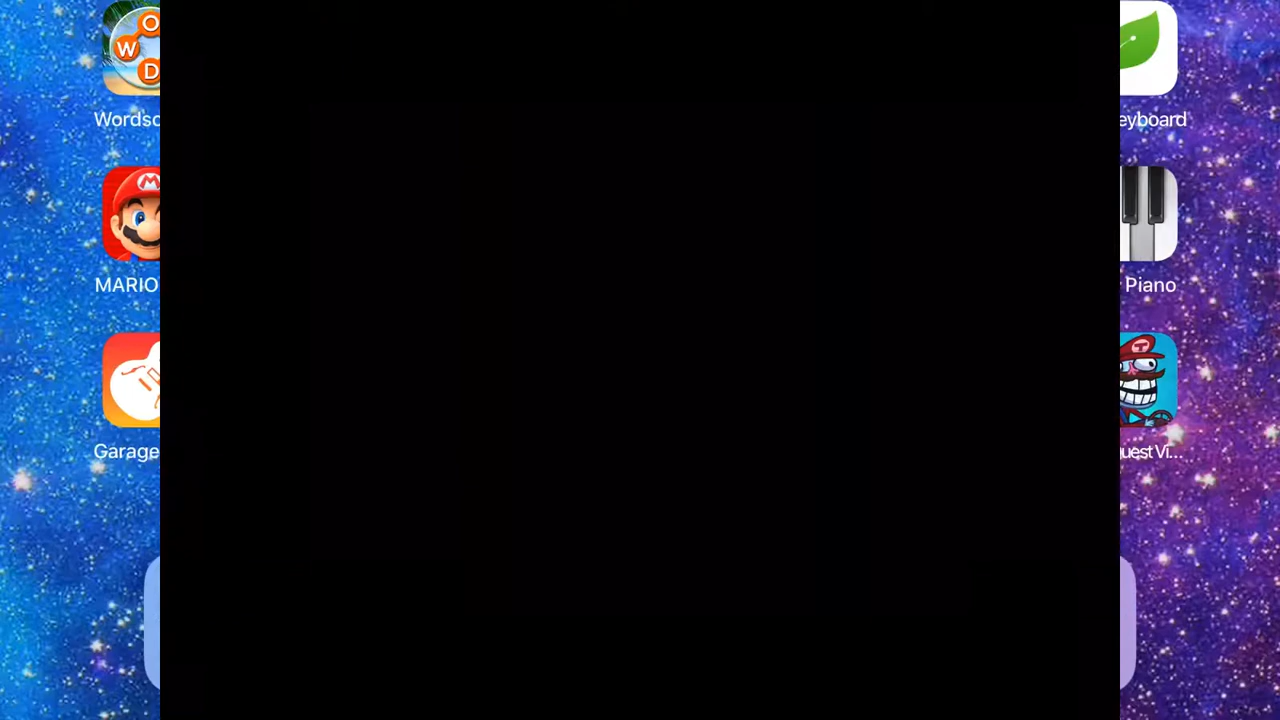 O
W
D
Wordsc
eyboard
M
MARIO
Piano
T
Garage
uest Vi...